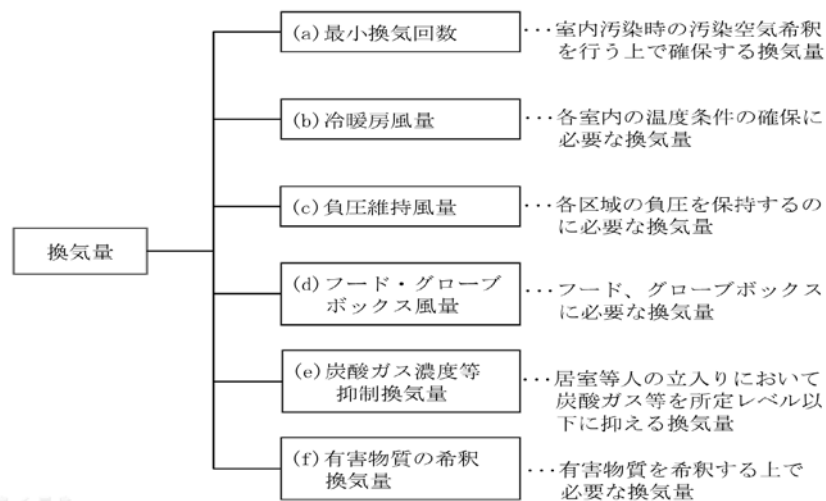 換気量
(a)最小換気回数
···室内汚染時の汚染空気希釈
を行う上で確保する換気量
(b)冷暖房風量
···各室内の温度条件の確保に
必要な換気量
(c)負圧維持風量
···各区域の負圧を保持するの
に必要な換気量
(d)フード・グローブ
ボックス風量
···フード、グローブボックス
に必要な換気量
(e)炭酸ガス濃度等
抑制換気量
···居室等人の立入りにおいて
炭酸ガス等を所定レベル以
下に抑える換気量
(f)有害物質の希釈
換気量
···有害物質を希釈する上で
必要な換気量